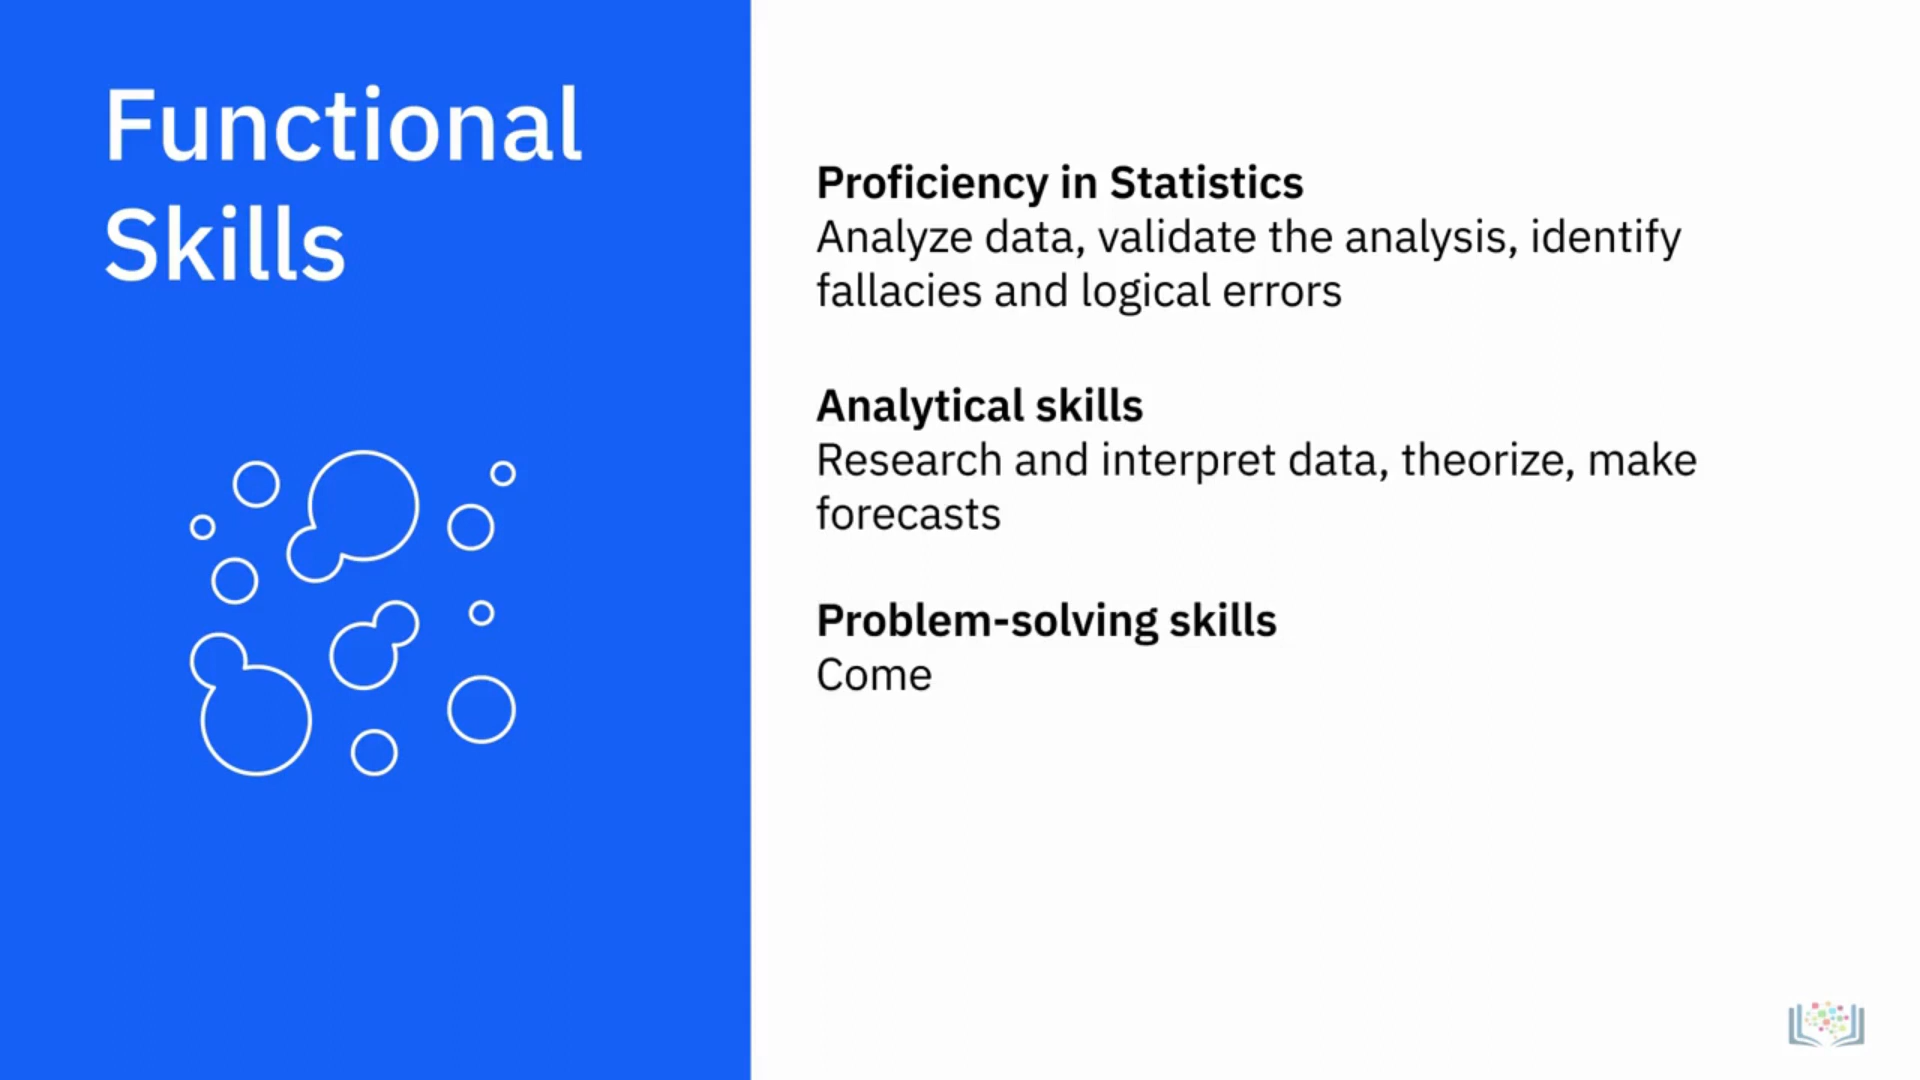 Functional
Skills
Proficiency in Statistics
Analyze data, validate the analysis, identify
fallacies and logical errors
Analytical skills
Research and interpret data, theorize, make
forecasts
Problem-solving skills
Come